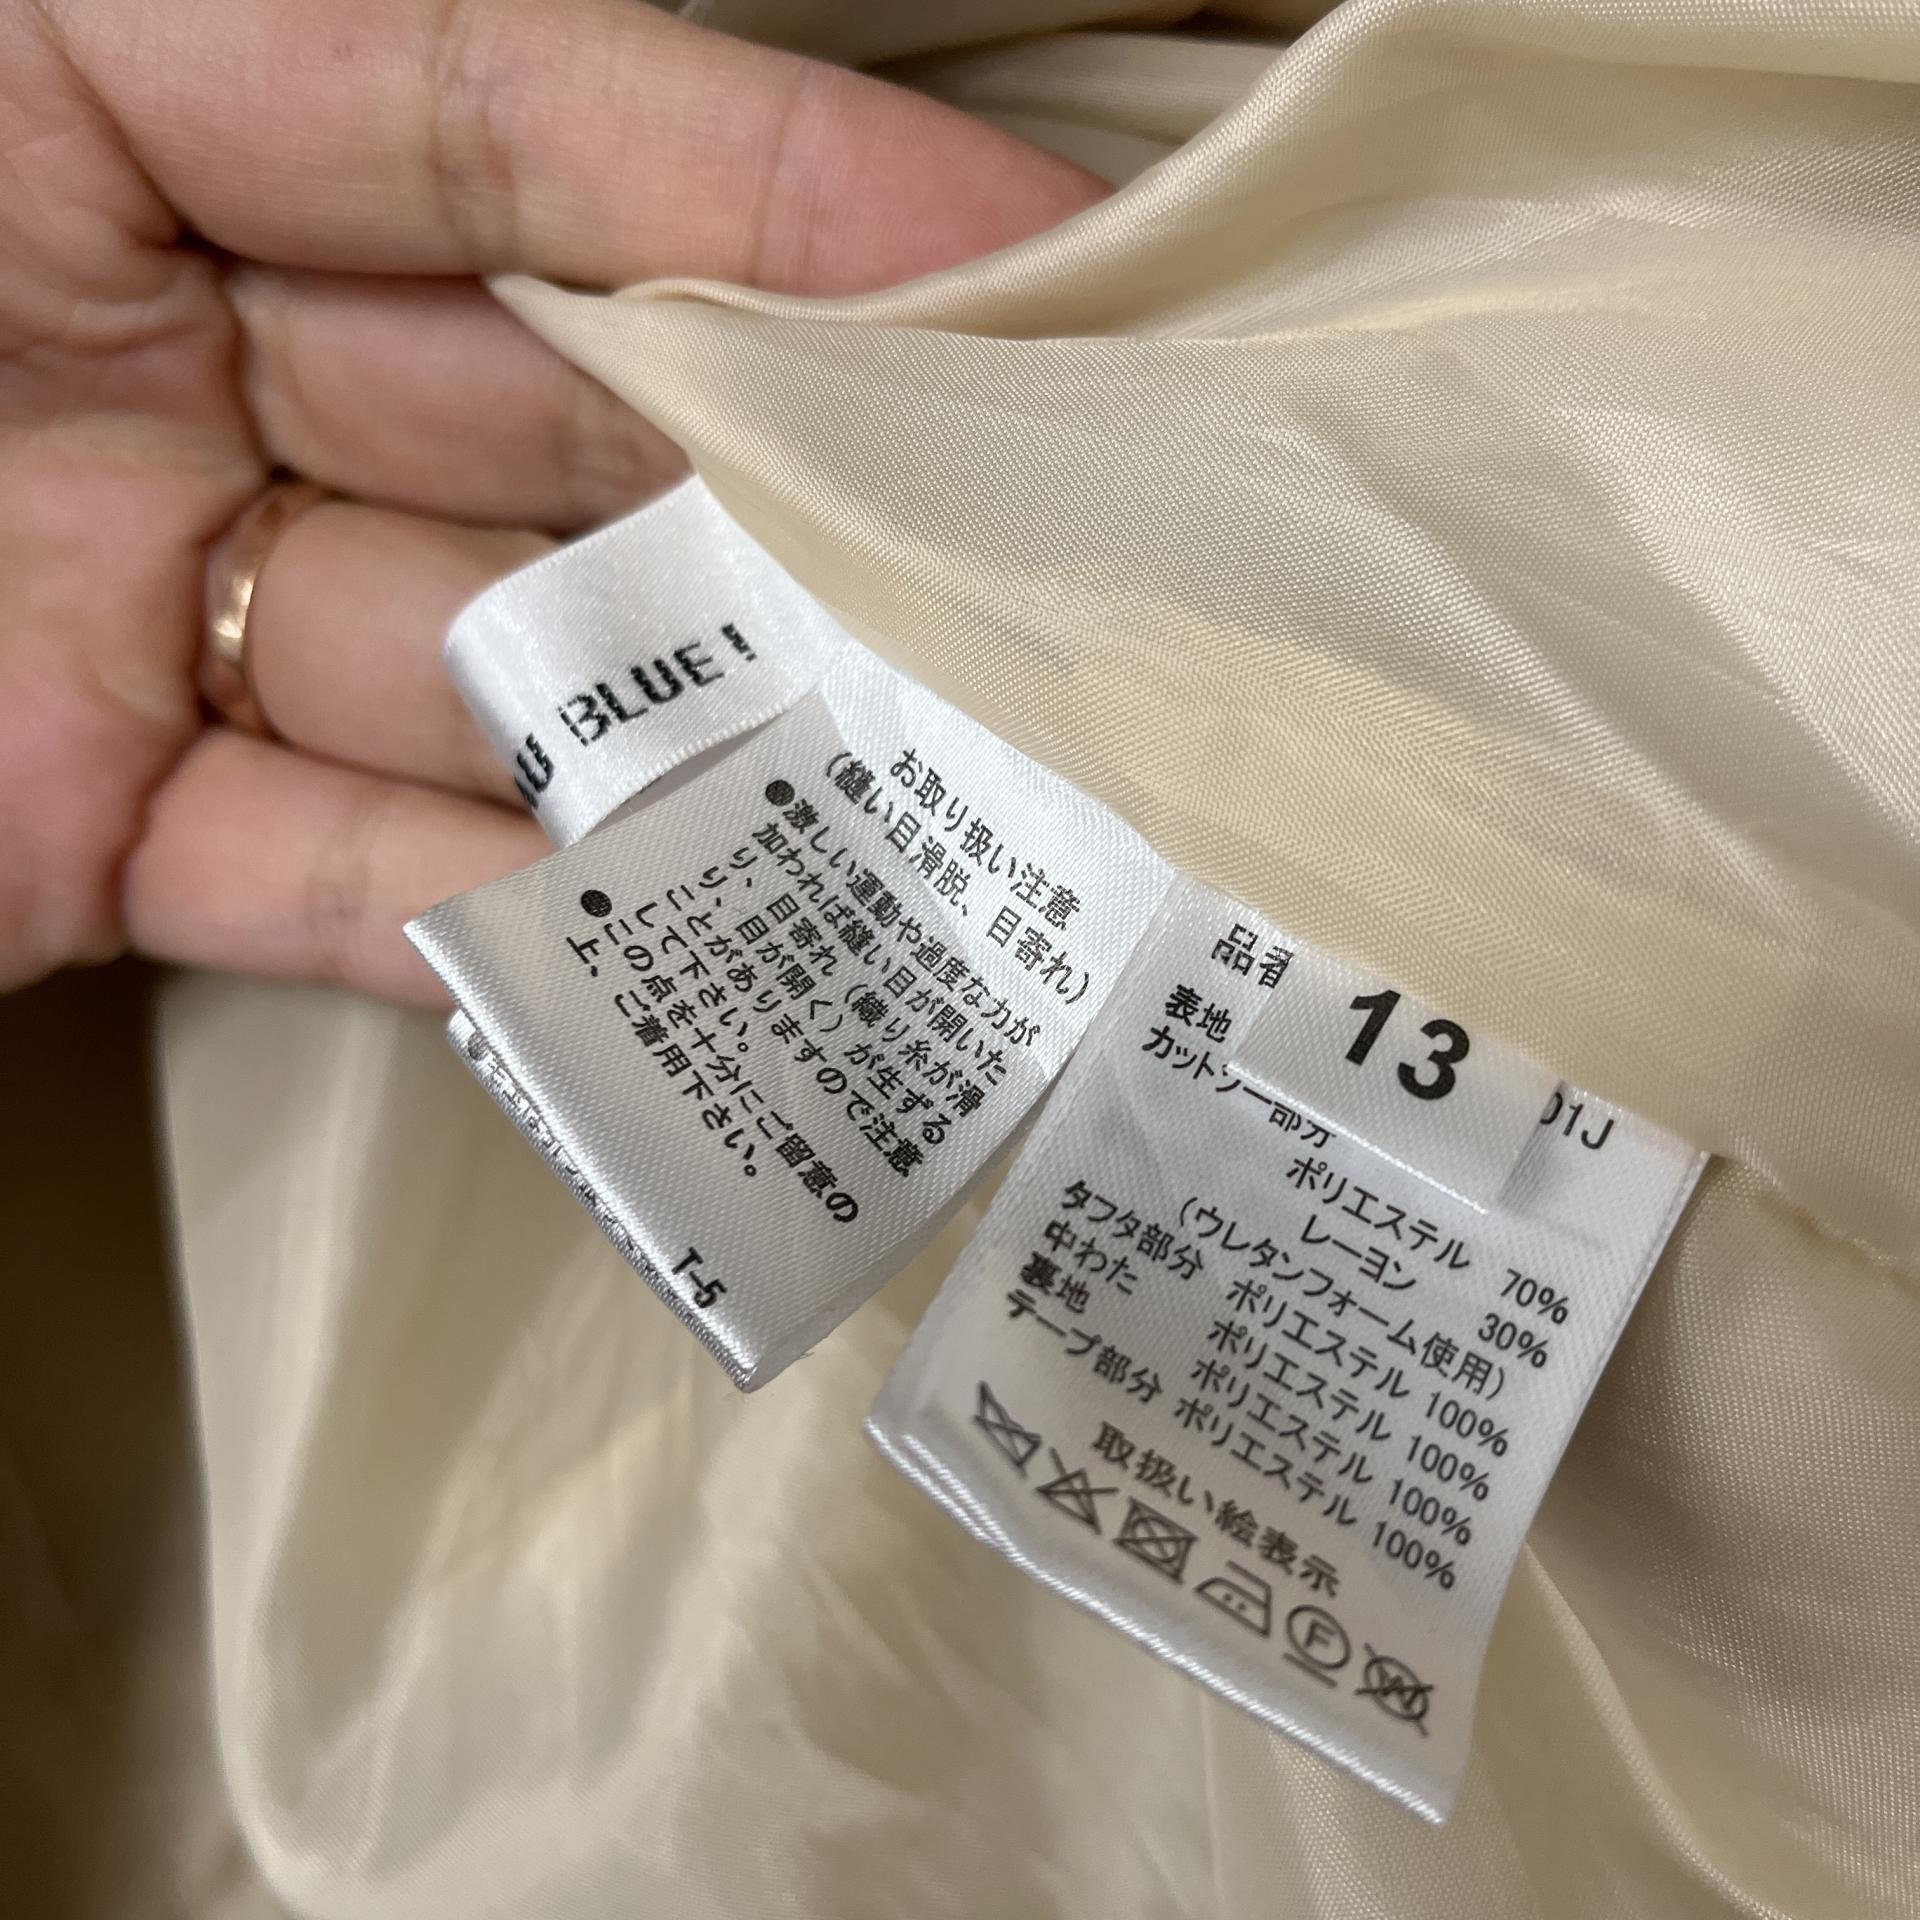 BLUE !
お取り扱い注意
(縫い目滑脱、目寄れ)
●激しい運動や過度な力が
加われば縫い目が開いた
り、目寄れ(織り糸が滑
り、目が開く)が生ずる
ことがありますので注意
して下さい。
●この点を十分にご留意の
上、ご着用下さい。
T-5
13
品番
01J
表地
カットソー部分
ポリエステル 70%
レーヨン 30%
(ウレタンフォーム使用)
タフタ部分 ポリエステル 100%
中わた ポリエステル 100%
裏地 ポリエステル 100%
テープ部分 ポリエステル 100%
取扱い絵表示
F
W